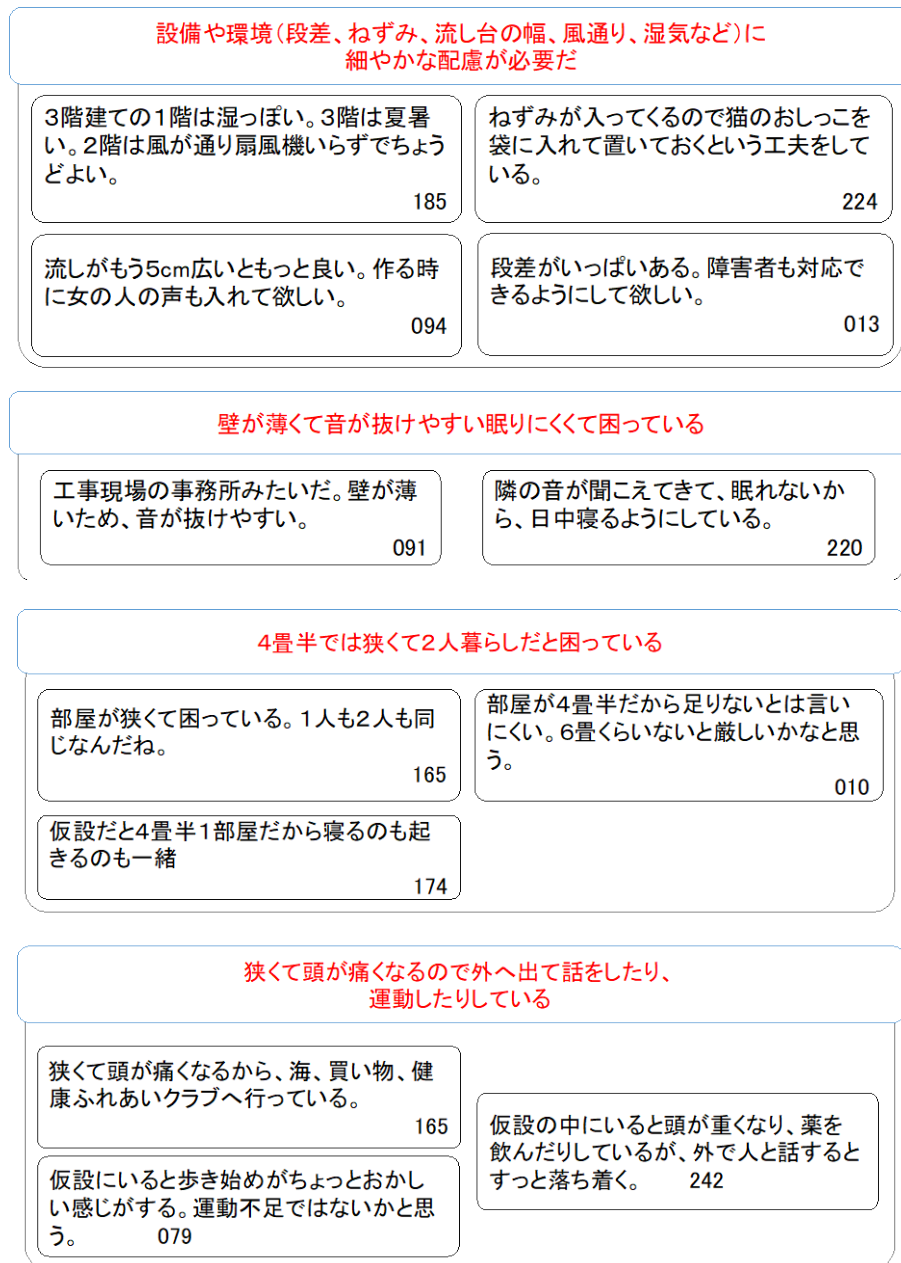 設備や環境（段差、ねずみ、流し台の幅、風通り、湿気など）に
細やかな配慮が必要だ
３階建ての１階は湿っぽい。３階は夏暑
い。２階は風が通り扇風機いらずでちょう
どよい。
185
ねずみが入ってくるので猫のおしっこを
袋に入れて置いておくという工夫をして
いる。
224
流しがもう５cm広いともっと良い。作る時
に女の人の声も入れて欲しい。
094
段差がいっぱいある。障害者も対応で
きるようにして欲しい。
013
壁が薄くて音が抜けやすい眠りにくくて困っている
工事現場の事務所みたいだ。壁が薄
いため、音が抜けやすい。
091
隣の音が聞こえてきて、眠れないか
ら、日中寝るようにしている。
220
４畳半では狭くて２人暮らしだと困っている
部屋が狭くて困っている。１人も２人も同
じなんだね。
165
部屋が４畳半だから足りないとは言い
にくい。６畳くらいないと厳しいかなと思
う。
010
仮設だと４畳半１部屋だから寝るのも起
きるのも一緒
174
狭くて頭が痛くなるので外へ出て話をしたり、
運動したりしている
狭くて頭が痛くなるから、海、買い物、健
康ふれあいクラブへ行っている。
165
仮設の中にいると頭が重くなり、薬を
飲んだりしているが、外で人と話すると
すっと落ち着く。 242
仮設にいると歩き始めがちょっとおかし
い感じがする。運動不足ではないかと思
う。 079